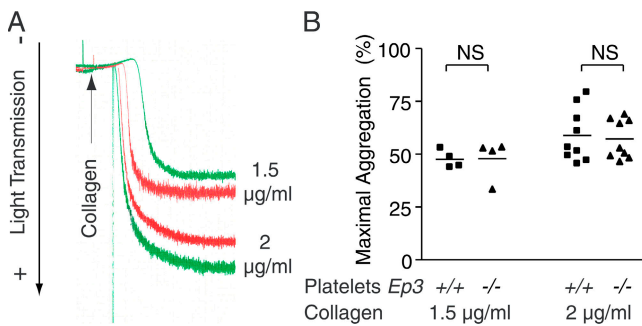 A
-
Light Transmission
+
Collagen
1.5
µg/ml
2
µg/ml
B
NS NS
Maximal Aggregation (%)
100
75
50
25
0
Platelets Ep3 +/+ -/- +/+ -/-
Collagen 1.5 µg/ml 2 µg/ml